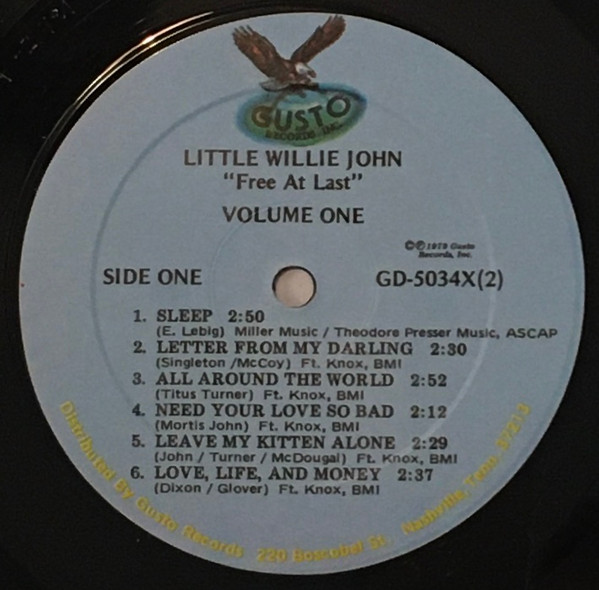 GUSTO
RECORDS INC.
LITTLE WILLIE JOHN
"Free At Last"
VOLUME ONE
©℗ 1979 Gusto
Records, Inc.
SIDE ONE GD-5034X(2)
1. SLEEP 2:50
(E. Lebig) Miller Music / Theodore Presser Music, ASCAP
2. LETTER FROM MY DARLING 2:30
(Singleton /McCoy) Ft. Knox, BMI
3. ALL AROUND THE WORLD 2:52
(Titus Turner) Ft. Knox, BMI
4. NEED YOUR LOVE SO BAD 2:12
(Mortis John) Ft. Knox, BMI
5. LEAVE MY KITTEN ALONE 2:29
(John / Turner / McDougal) Ft. Knox, BMI
6. LOVE, LIFE, AND MONEY 2:37
(Dixon / Glover) Ft. Knox, BMI
Distributed By Gusto Records 220 Boscobel St. Nashville, Tenn. 37213